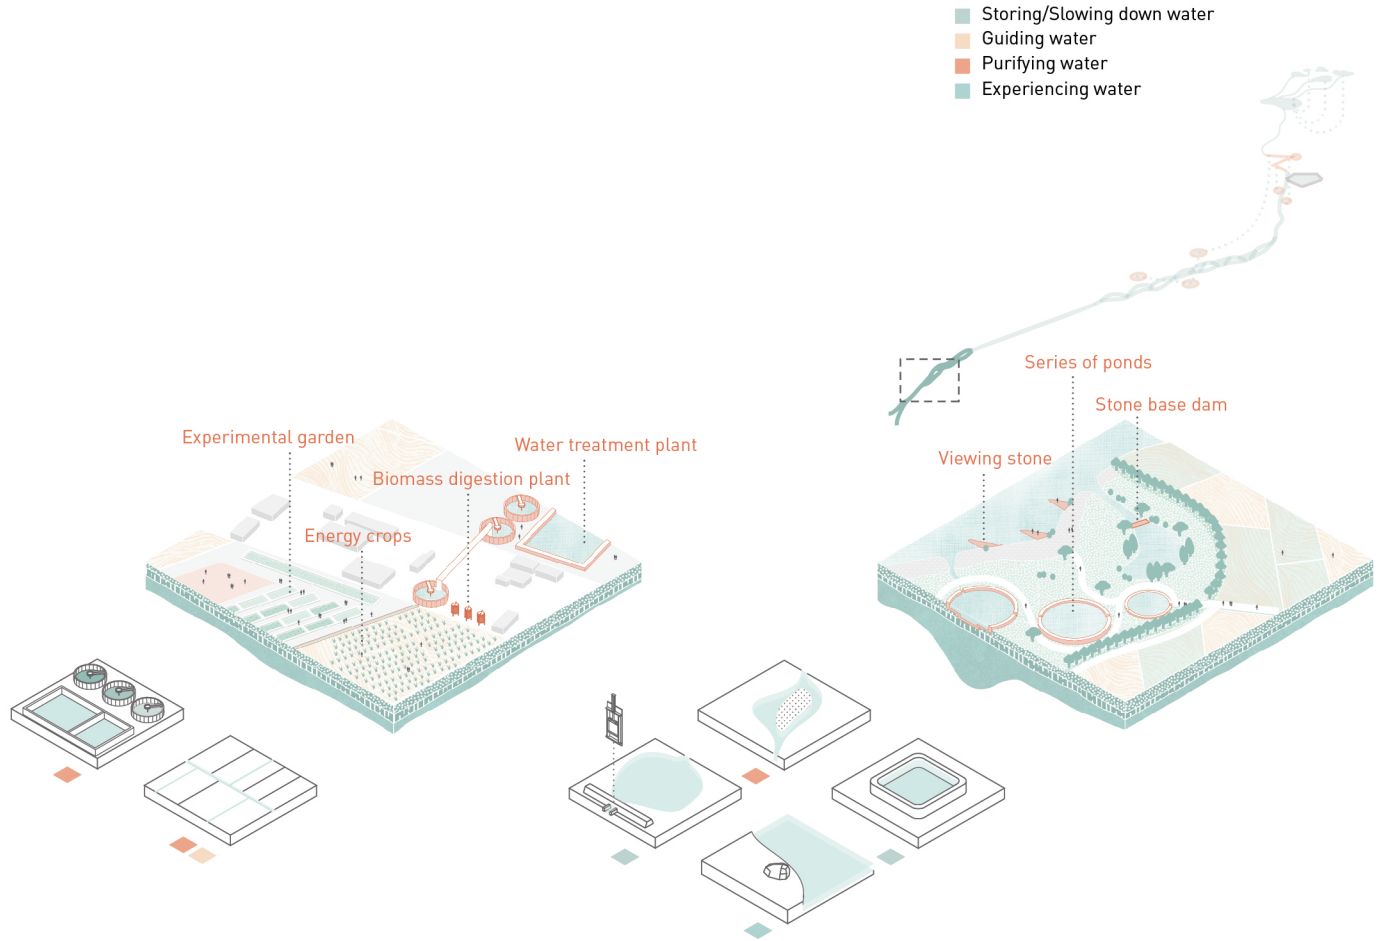 Storing/Slowing down water
Guiding water
Purifying water
Experiencing water
Series of ponds
Stone base dam
Viewing stone
Experimental garden
Water treatment plant
Biomass digestion plant
Energy crops